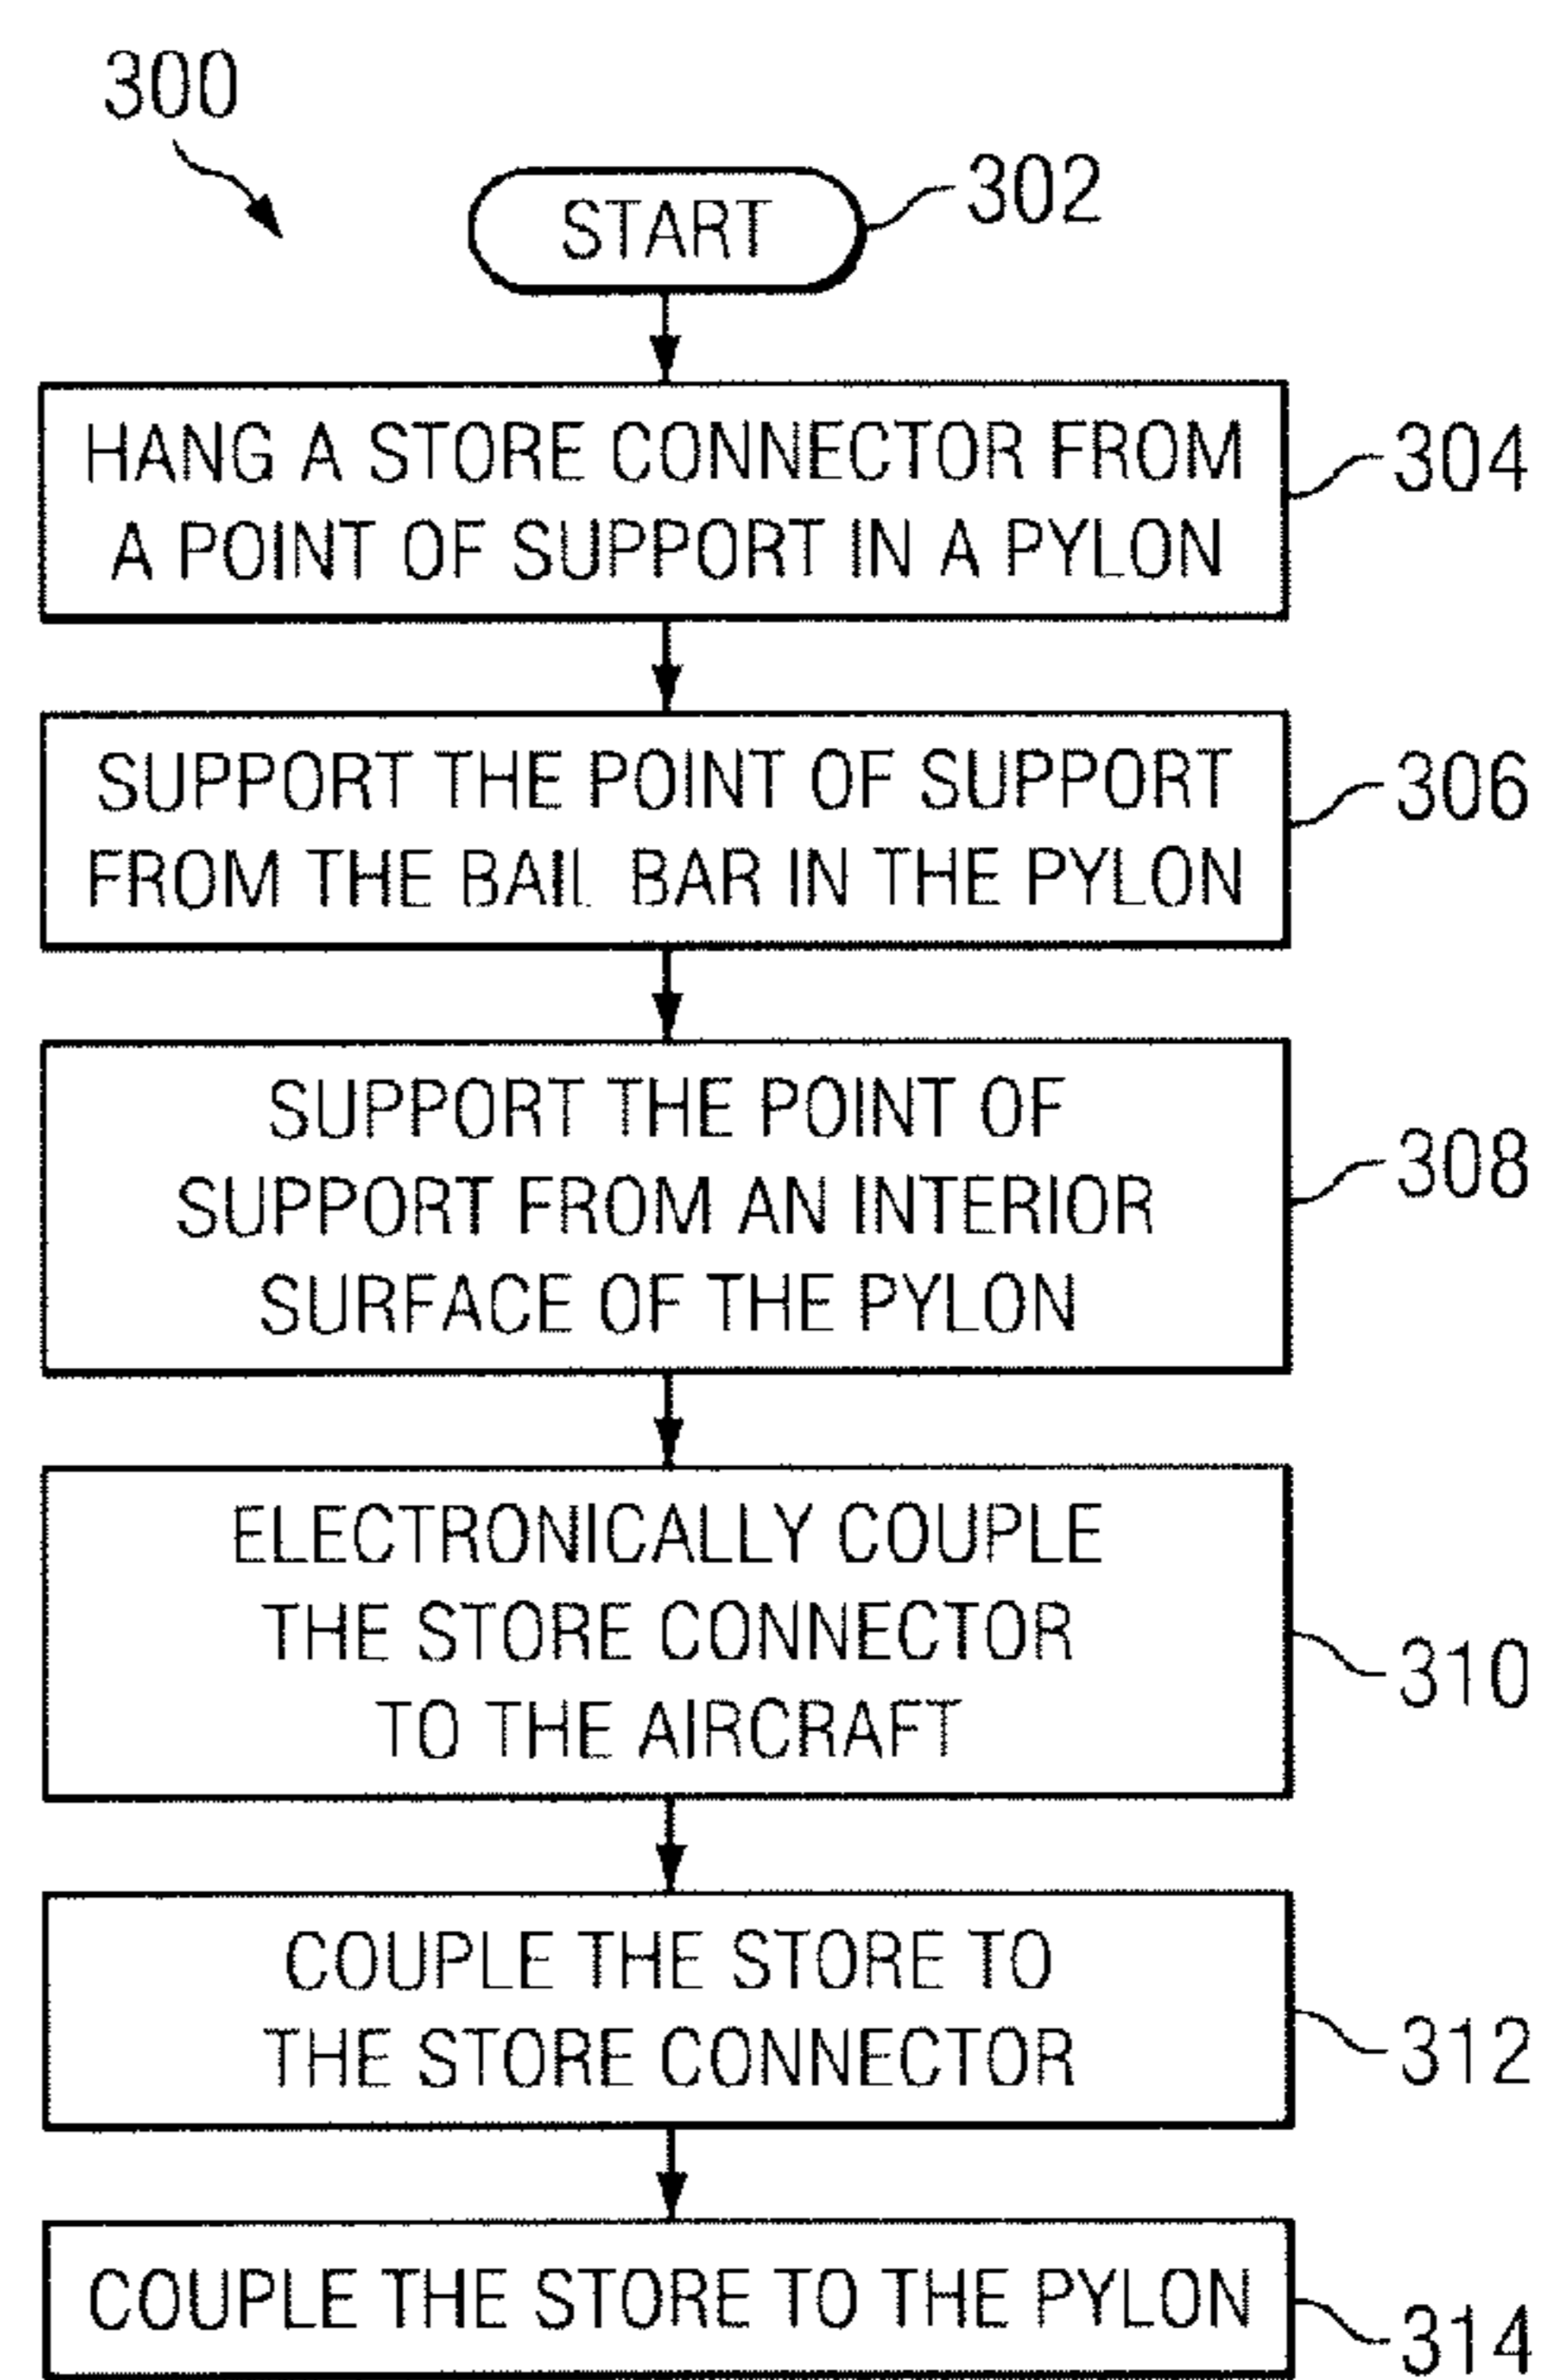 300
START
302
HANG A STORE CONNECTOR FROM
A POINT OF SUPPORT IN A PYLON
304
SUPPORT THE POINT OF SUPPORT
FROM THE BAIL BAR IN THE PYLON
306
SUPPORT THE POINT OF
SUPPORT FROM AN INTERIOR
SURFACE OF THE PYLON
308
ELECTRONICALLY COUPLE
THE STORE CONNECTOR
TO THE AIRCRAFT
310
COUPLE THE STORE TO
THE STORE CONNECTOR
312
COUPLE THE STORE TO THE PYLON
314